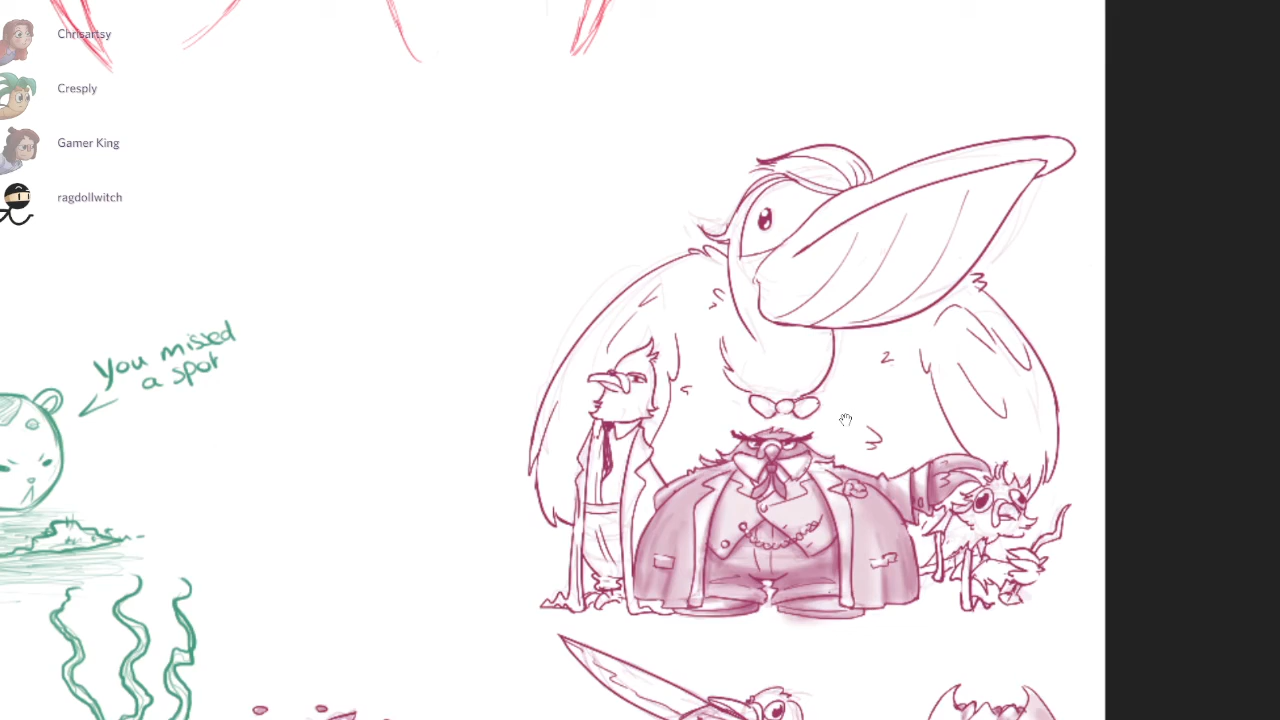 Chrisartsy
Cresply
Gamer King
ragdollwitch
You missed
a spot